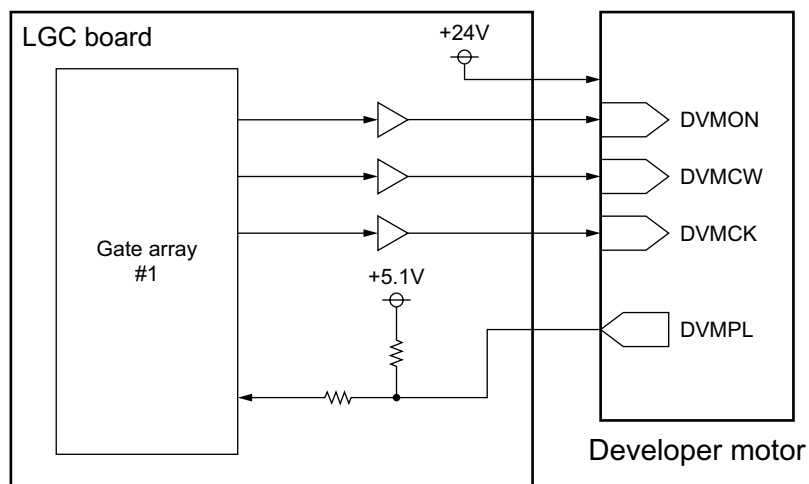 LGC board
+24V
DVMON
DVMCW
DVMCK
Gate array
#1
+5.1V
DVMPL
Developer motor